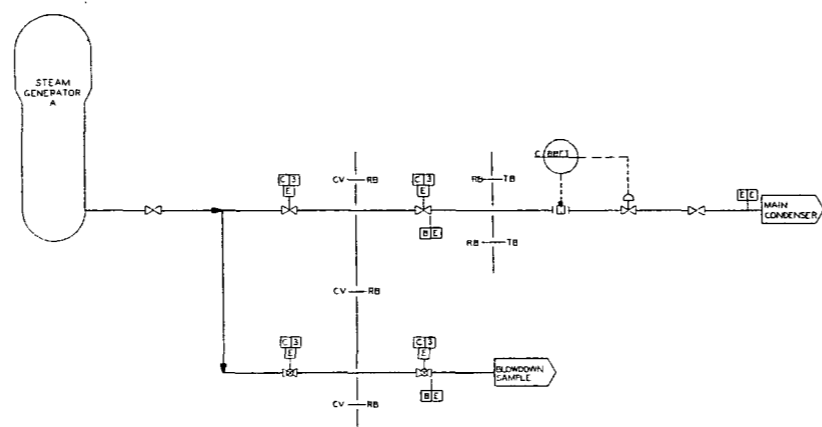 STEAM
GENERATOR
A
C 3
E
CV RB
C 3
E
B E
RB TB
RB TB
E E
MAIN
CONDENSER
CV RB
C 3
E
C 3
E
B E
BLOWDOWN
SAMPLE
CV RB